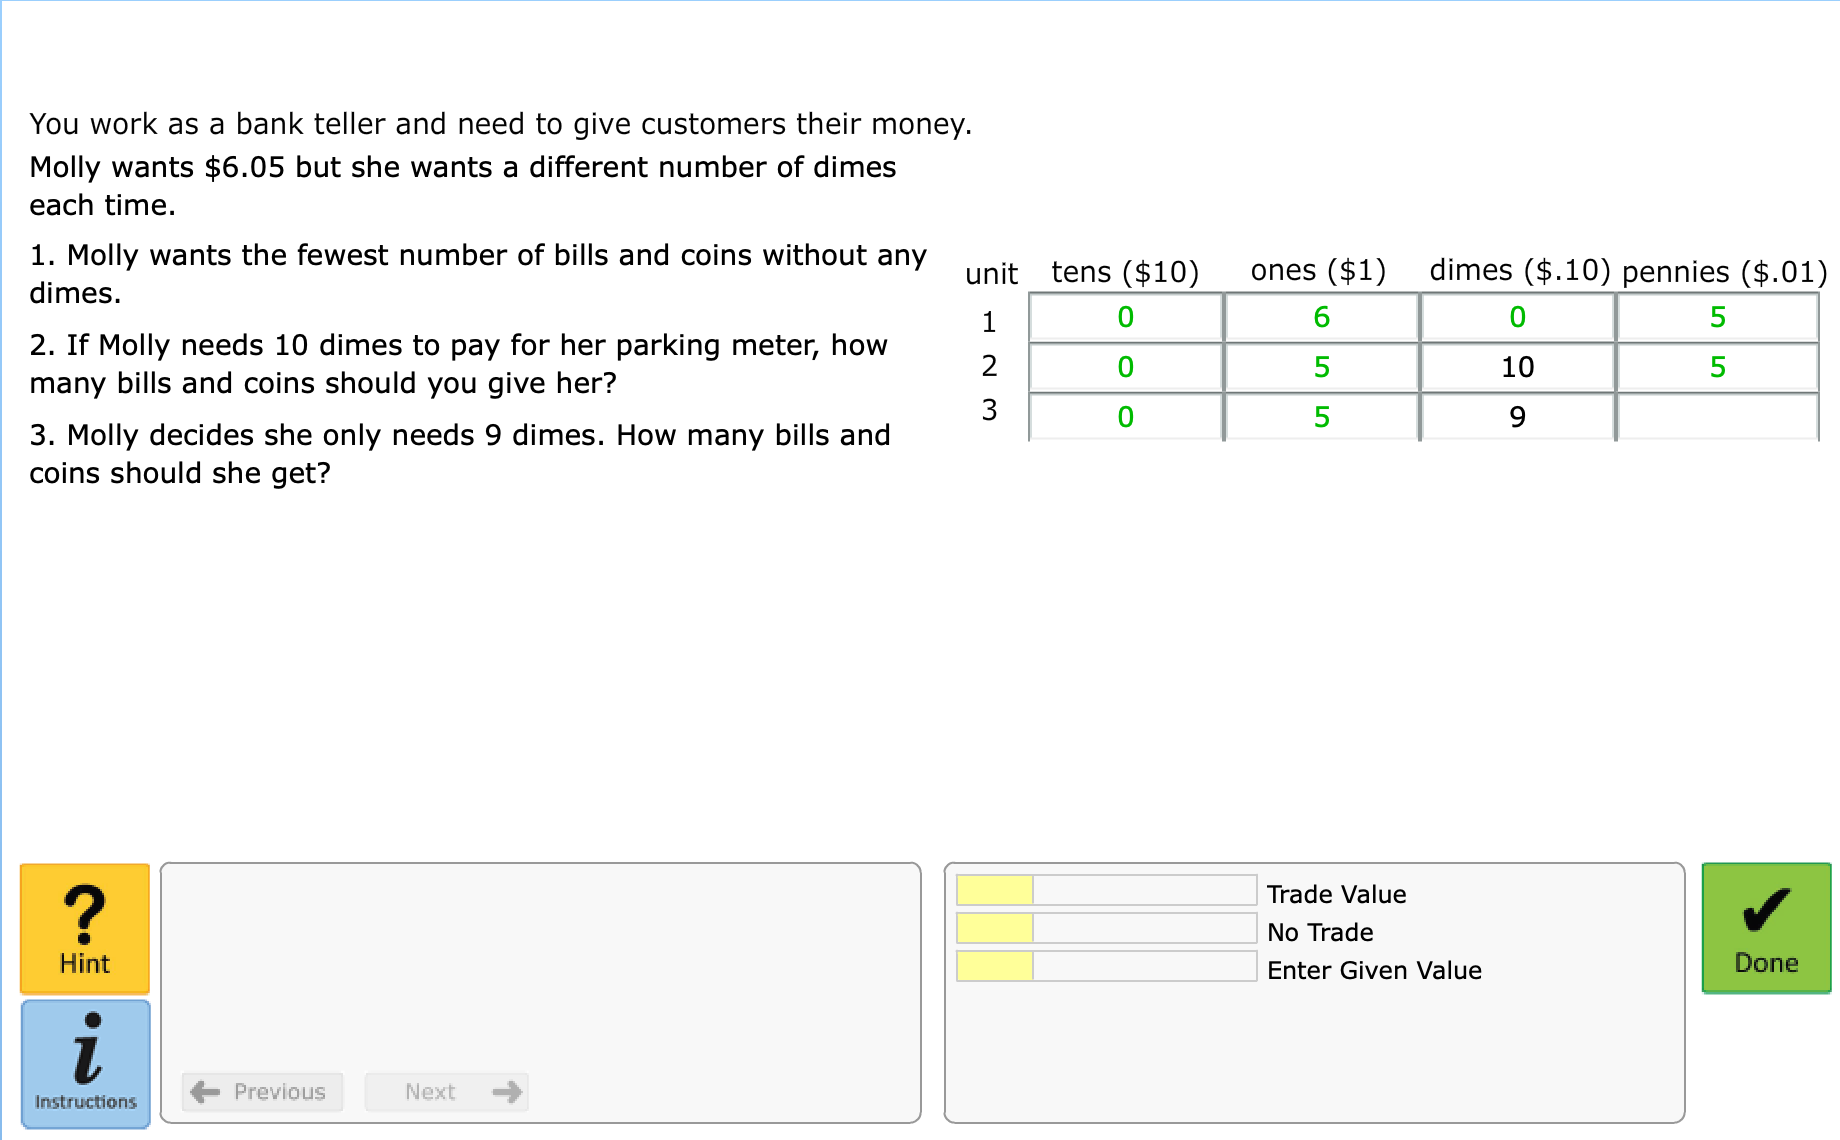 You work as a bank teller and need to give customers their money.
Molly wants $6.05 but she wants a different number of dimes
each time.
1. Molly wants the fewest number of bills and coins without any
dimes.
2. If Molly needs 10 dimes to pay for her parking meter, how
many bills and coins should you give her?
3. Molly decides she only needs 9 dimes. How many bills and
coins should she get?
unit tens ($10) ones ($1) dimes ($.10) pennies ($.01)
1 0 6 0 5
2 0 5 10 5
3 0 5 9
?
Hint
i
Instructions
Previous Next
Trade Value
No Trade
Enter Given Value
Done